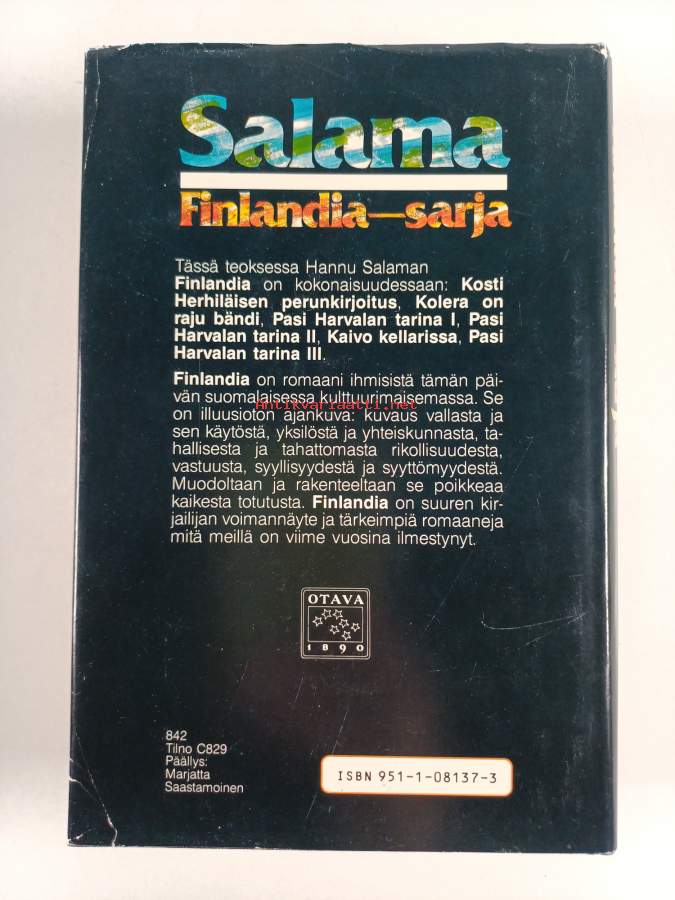 Salama
Finlandia—sarja
Tässä teoksessa Hannu Salaman
Finlandia on kokonaisuudessaan: Kosti
Herhiläisen perunkirjoitus, Kolera on
raju bändi, Pasi Harvalan tarina I, Pasi
Harvalan tarina II, Kaivo kellarissa, Pasi
Harvalan tarina III.
Finlandia on romaani ihmisistä tämän päi-
vän suomalaisessa kulttuurimaisemassa. Se
Antikvariaatti.net
on illuusioton ajankuva: kuvaus vallasta ja
sen käytöstä, yksilöstä ja yhteiskunnasta, ta-
hallisesta ja tahattomasta rikollisuudesta,
vastuusta, syyllisyydestä ja syyttömyydestä.
Muodoltaan ja rakenteeltaan se poikkeaa
kaikesta totutusta. Finlandia on suuren kir-
jailijan voimannäyte ja tärkeimpiä romaaneja
mitä meillä on viime vuosina ilmestynyt.
OTAVA
1890
842
Tilno C829
Päällys:
Marjatta
Saastamoinen
ISBN 951-1-08137-3